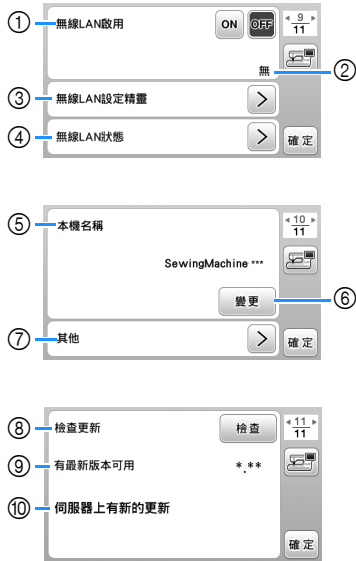 ① 無線LAN啟用 ON OFF 9
11
無 ②
③ 無線LAN設定精靈
④ 無線LAN狀態 確定
⑤ 本機名稱 10
11
SewingMachine ***
變更 ⑥
⑦ 其他 確定
⑧ 檢查更新 檢查 11
11
⑨ 有最新版本可用 *.**
⑩ 伺服器上有新的更新
確定